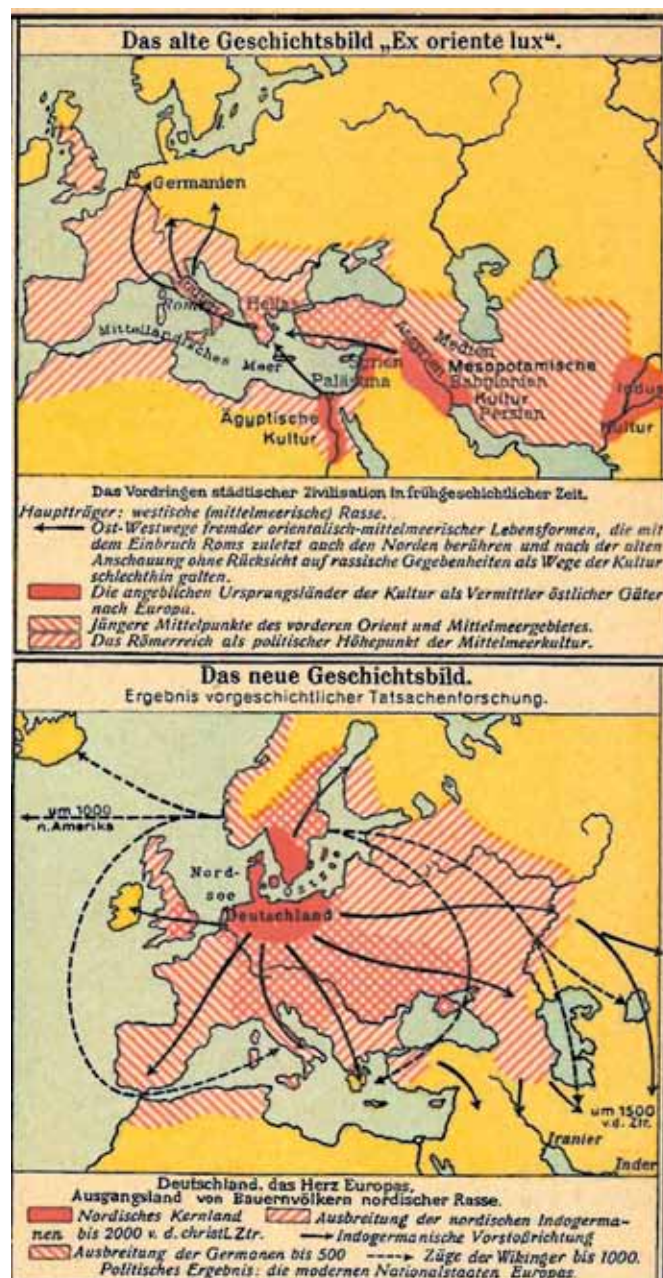 Das alte Geschichtsbild „Ex oriente lux“.
Germanien
Rom
Hellas
Mittelländisches
Meer
Medien
Assyrien
Syrien
Mesopotamische
Palästina
Babylonien
Kultur
Persien
Indus
Kultur
Ägyptische
Kultur
Das Vordringen städtischer Zivilisation in frühgeschichtlicher Zeit.
Hauptträger: westische (mittelmeerische) Rasse.
Ost-Westwege fremder orientalisch-mittelmeerischer Lebensformen, die mit
dem Einbruch Roms zuletzt auch den Norden berühren und nach der alten
Anschauung ohne Rücksicht auf rassische Gegebenheiten als Wege der Kultur
schlechthin galten.
Die angeblichen Ursprungsländer der Kultur als Vermittler östlicher Güter
nach Europa.
Jüngere Mittelpunkte des vorderen Orient und Mittelmeergebietes.
Das Römerreich als politischer Höhepunkt der Mittelmeerkultur.
Das neue Geschichtsbild.
Ergebnis vorgeschichtlicher Tatsachenforschung.
um 1000
n. Amerika
Nord-
see
Ostsee
Deutschland
um 1500
v.d. Ztr.
Iranier
Inder
Deutschland, das Herz Europas,
Ausgangsland von Bauernvölkern nordischer Rasse.
Nordisches Kernland Ausbreitung der nordischen Indogerma-
nen bis 2000 v. d. christl. Ztr. Indogermanische Vorstoßrichtung
Ausbreitung der Germanen bis 500 Züge der Wikinger bis 1000.
Politisches Ergebnis: die modernen Nationalstaaten Europas